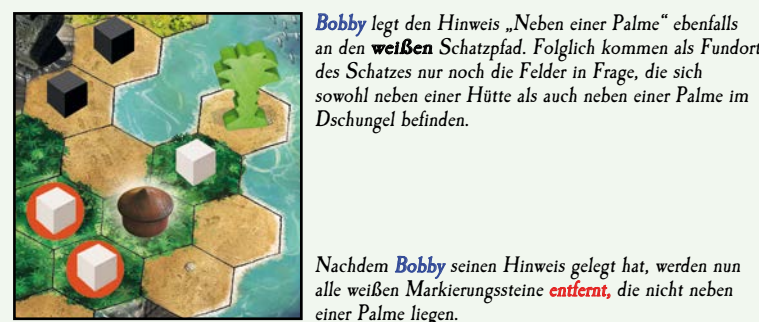 Bobby legt den Hinweis „Neben einer Palme“ ebenfalls
an den weißen Schatzpfad. Folglich kommen als Fundort
des Schatzes nur noch die Felder in Frage, die sich
sowohl neben einer Hütte als auch neben einer Palme im
Dschungel befinden.
Nachdem Bobby seinen Hinweis gelegt hat, werden nun
alle weißen Markierungssteine entfernt, die nicht neben
einer Palme liegen.